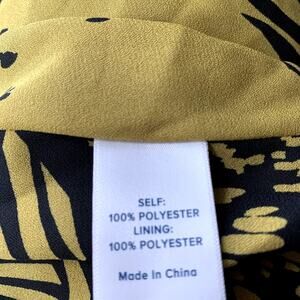 SELF:
100% POLYESTER
LINING:
100% POLYESTER
Made In China